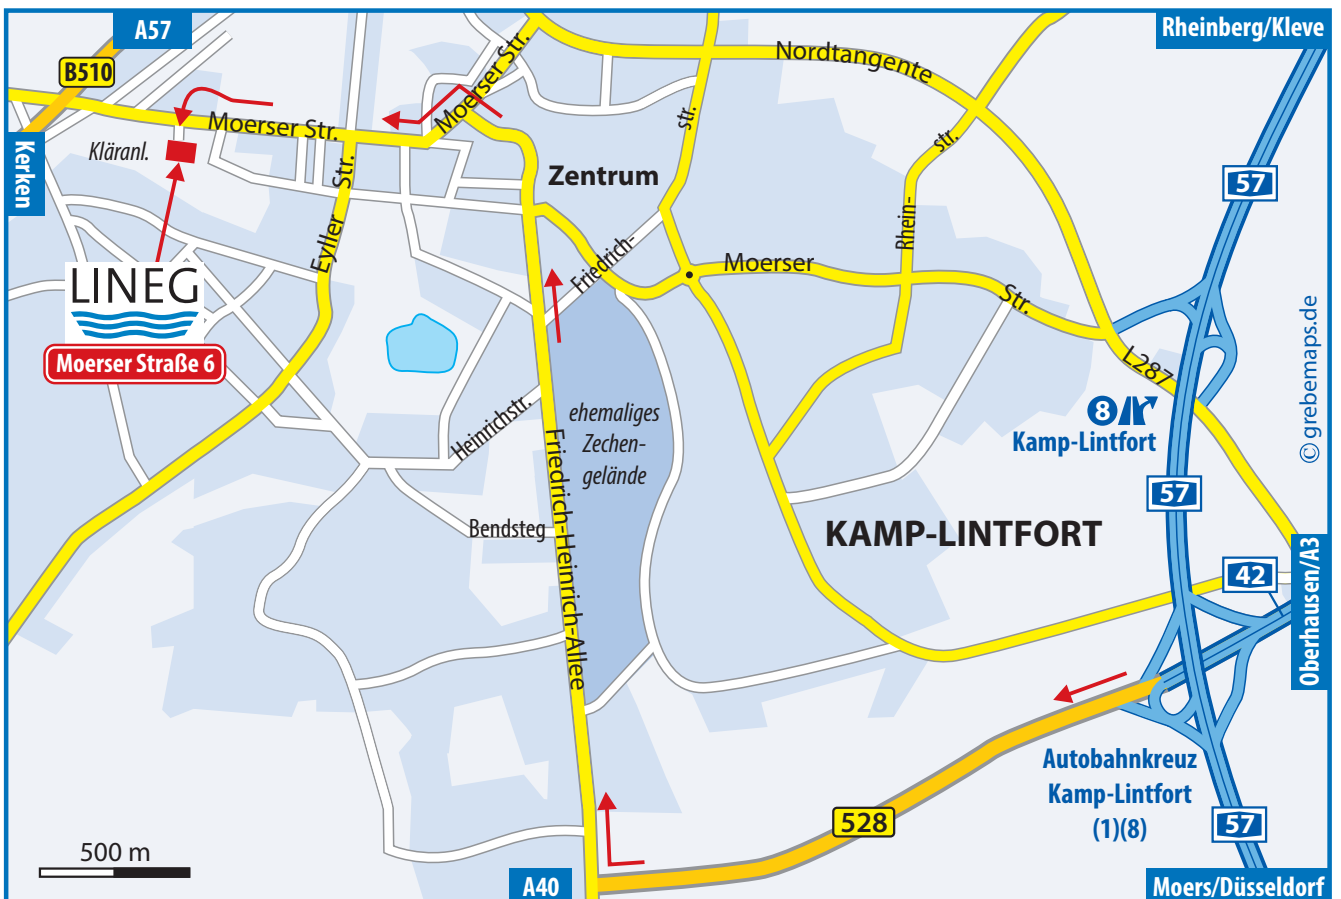 A57
Rheinberg/Kleve
B510
Moerser Str.
Nordtangente
Moerser Str.
str.
str.
Kerken
Kläranl.
Eyller Str.
Zentrum
57
Rhein-
Friedrich-
Moerser
Str.
LINEG
Moerser Straße 6
L287
© grebemaps.de
8
Kamp-Lintfort
Heinrichstr.
ehemaliges
Zechen-
gelände
Friedrich-Heinrich-Allee
57
Bendsteg
KAMP-LINTFORT
42
Oberhausen/A3
Autobahnkreuz
Kamp-Lintfort
(1)(8)
528
57
500 m
A40
Moers/Düsseldorf